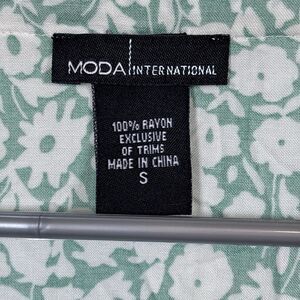 MODA INTERNATIONAL
100% RAYON
EXCLUSIVE
OF TRIMS
MADE IN CHINA
S